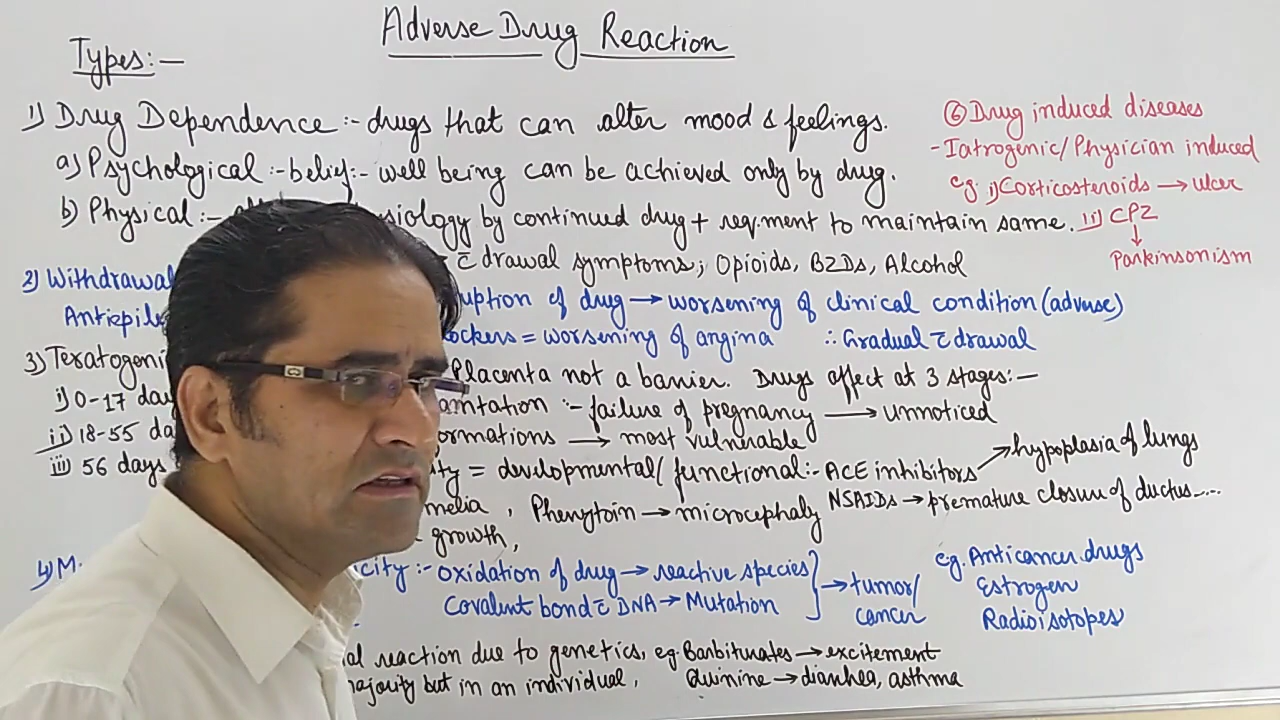 Adverse Drug Reaction
Types:-
1) Drug Dependence :- drugs that can alter mood & feelings.
a) Psychological :- belief:- well being can be achieved only by drug.
b) Physical :- physiology by continued drug + req.ment to maintain same.
c̄ drawal symptoms; Opioids, BZDs, Alcohol
2) Withdrawal uption of drug → worsening of clinical condition (adverse)
Antiepile lockers = worsening of angina ∴ Gradual c̄ drawal
3) Teratogeni Placenta not a barrier. Drugs affect at 3 stages:-
i) 0-17 day antation :- failure of pregnancy → unnoticed
ii) 18-55 da ormations → most vulnerable
iii) 56 days ity = developmental/functional:- ACE inhibitors → hypoplasia of lungs
NSAIDs → premature closure of ductus....
melia , Phenytoin → microcephaly
growth,
4) M. city :- Oxidation of drug → reactive species
Covalent bond c̄ DNA → Mutation } → tumor/
cancer
eg. Anticancer drugs
Estrogen
Radioisotopes
al reaction due to genetics, eg. Barbiturates → excitement
majority but in an individual, Quinine → diarrhea, asthma
⑥ Drug induced diseases
- Iatrogenic/Physician induced
eg. i) Corticosteroids → ulcer
ii) CPZ
↓
Parkinsonism